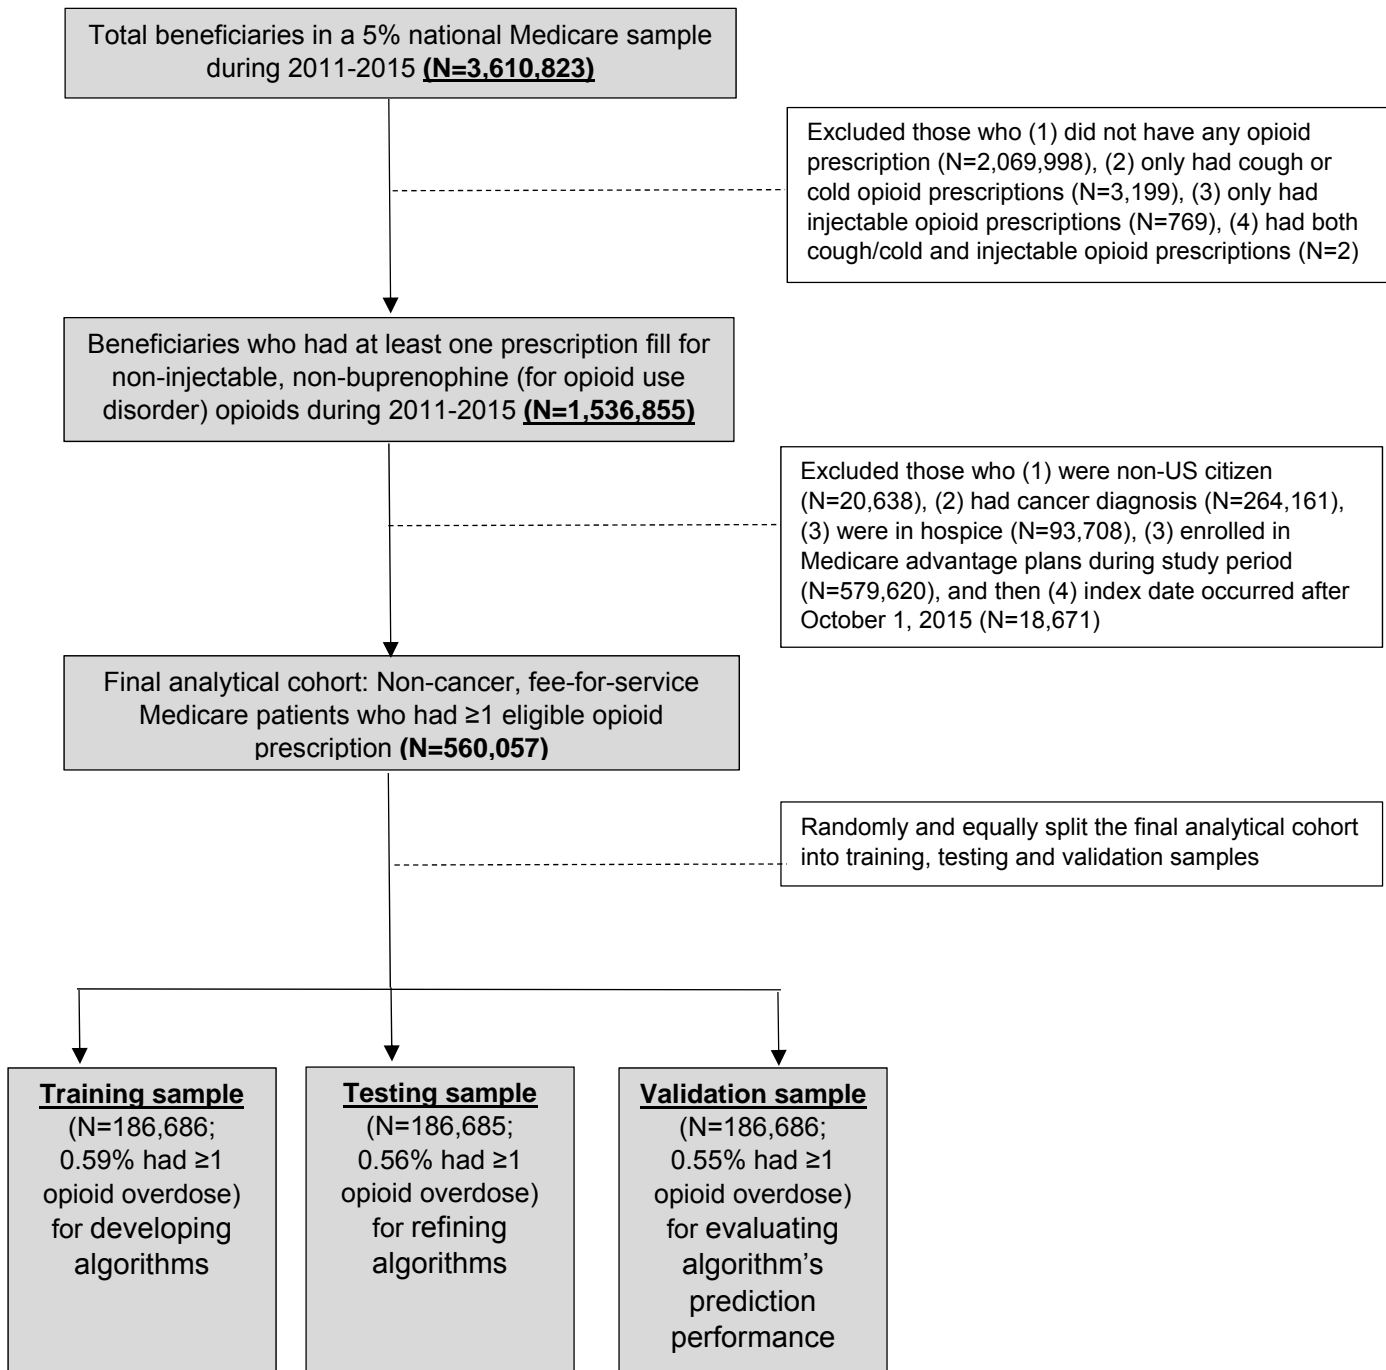 Total beneficiaries in a 5% national Medicare sample
during 2011-2015 (N=3,610,823)
Excluded those who (1) did not have any opioid
prescription (N=2,069,998), (2) only had cough or
cold opioid prescriptions (N=3,199), (3) only had
injectable opioid prescriptions (N=769), (4) had both
cough/cold and injectable opioid prescriptions (N=2)
Beneficiaries who had at least one prescription fill for
non-injectable, non-buprenophine (for opioid use
disorder) opioids during 2011-2015 (N=1,536,855)
Excluded those who (1) were non-US citizen
(N=20,638), (2) had cancer diagnosis (N=264,161),
(3) were in hospice (N=93,708), (3) enrolled in
Medicare advantage plans during study period
(N=579,620), and then (4) index date occurred after
October 1, 2015 (N=18,671)
Final analytical cohort: Non-cancer, fee-for-service
Medicare patients who had ≥1 eligible opioid
prescription (N=560,057)
Randomly and equally split the final analytical cohort
into training, testing and validation samples
Training sample
(N=186,686;
0.59% had ≥1
opioid overdose)
for developing
algorithms
Testing sample
(N=186,685;
0.56% had ≥1
opioid overdose)
for refining
algorithms
Validation sample
(N=186,686;
0.55% had ≥1
opioid overdose)
for evaluating
algorithm’s
prediction
performance